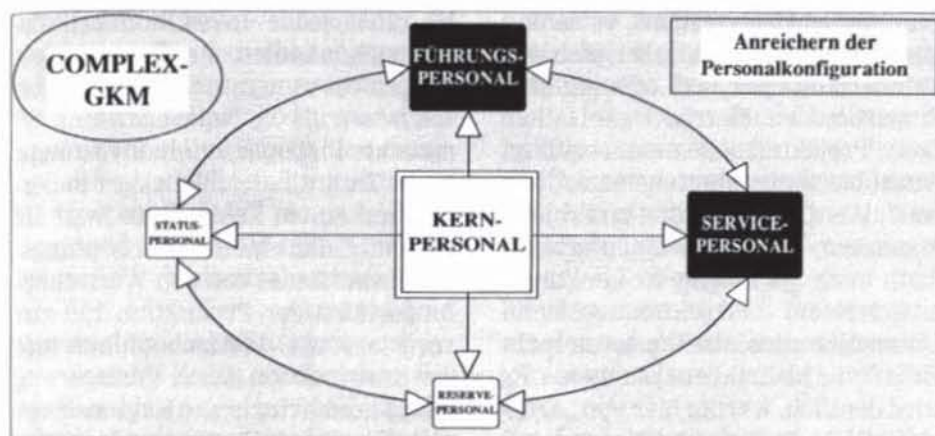 COMPLEX-
GKM
FÜHRUNGS-
PERSONAL
Anreichern der
Personalkonfiguration
STATUS-
PERSONAL
KERN-
PERSONAL
SERVICE-
PERSONAL
RESERVE-
PERSONAL